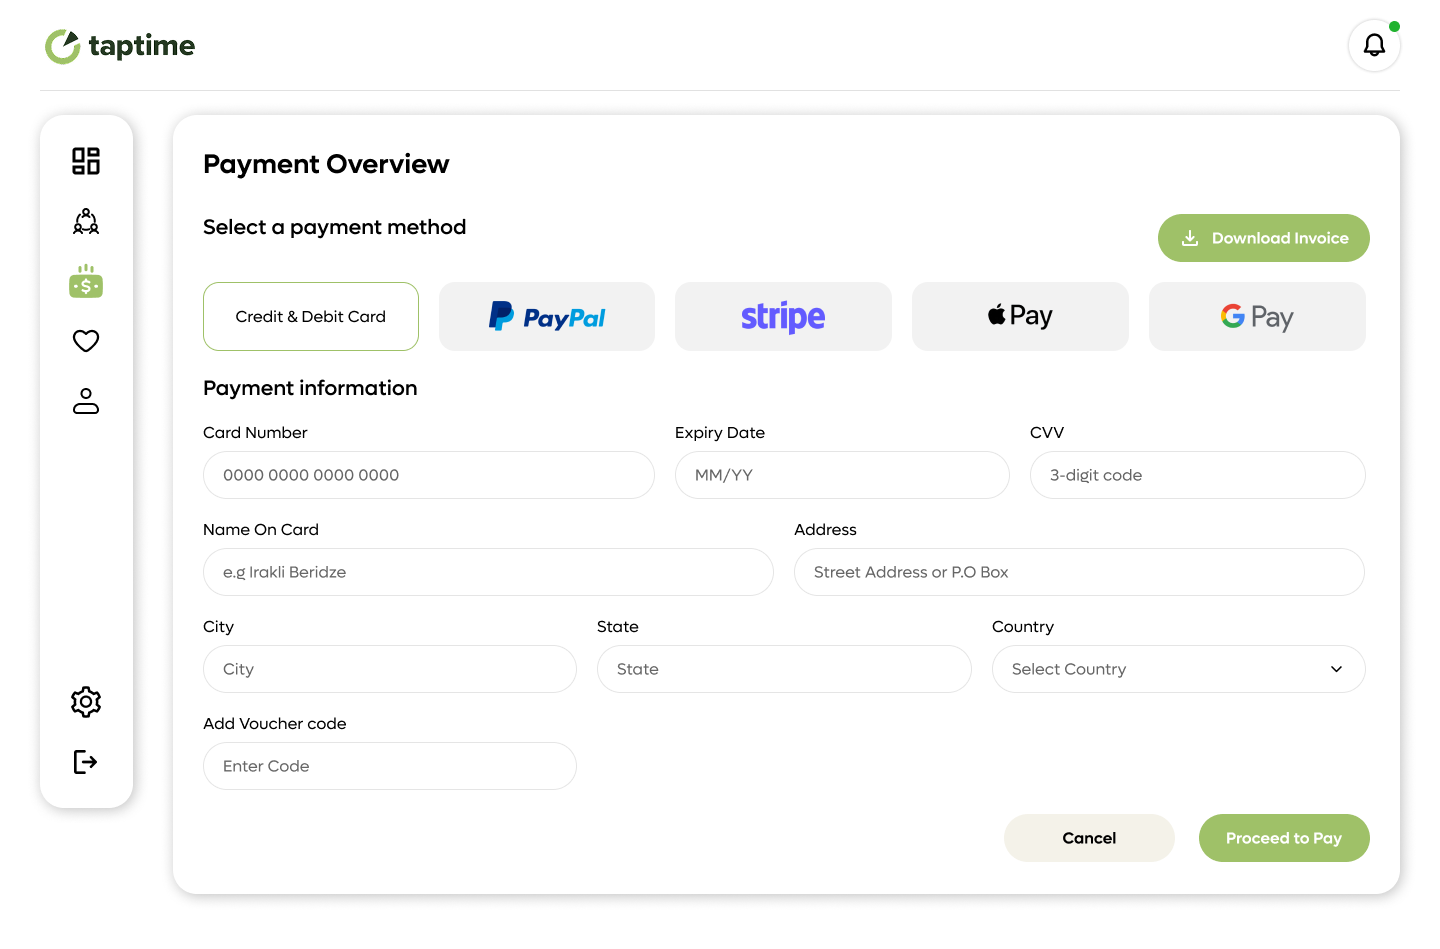 taptime
Payment Overview
Select a payment method
Download Invoice
Credit & Debit Card
PayPal
stripe
Pay
G Pay
Payment information
Card Number
Expiry Date
CVV
0000 0000 0000 0000
MM/YY
3-digit code
Name On Card
Address
e.g Irakli Beridze
Street Address or P.O Box
City
State
Country
City
State
Select Country
Add Voucher code
Enter Code
Cancel
Proceed to Pay